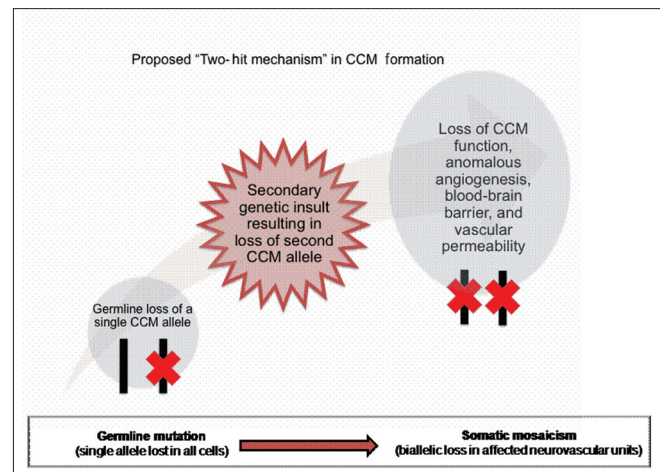 Proposed “Two-hit mechanism” in CCM formation
Loss of CCM
function,
anomalous
angiogenesis,
blood-brain
barrier, and
vascular
permeability
Secondary
genetic insult
resulting in
loss of second
CCM allele
Germline loss of a
single CCM allele
Germline mutation
(single allele lost in all cells)
Somatic mosaicism
(biallelic loss in affected neurovascular units)